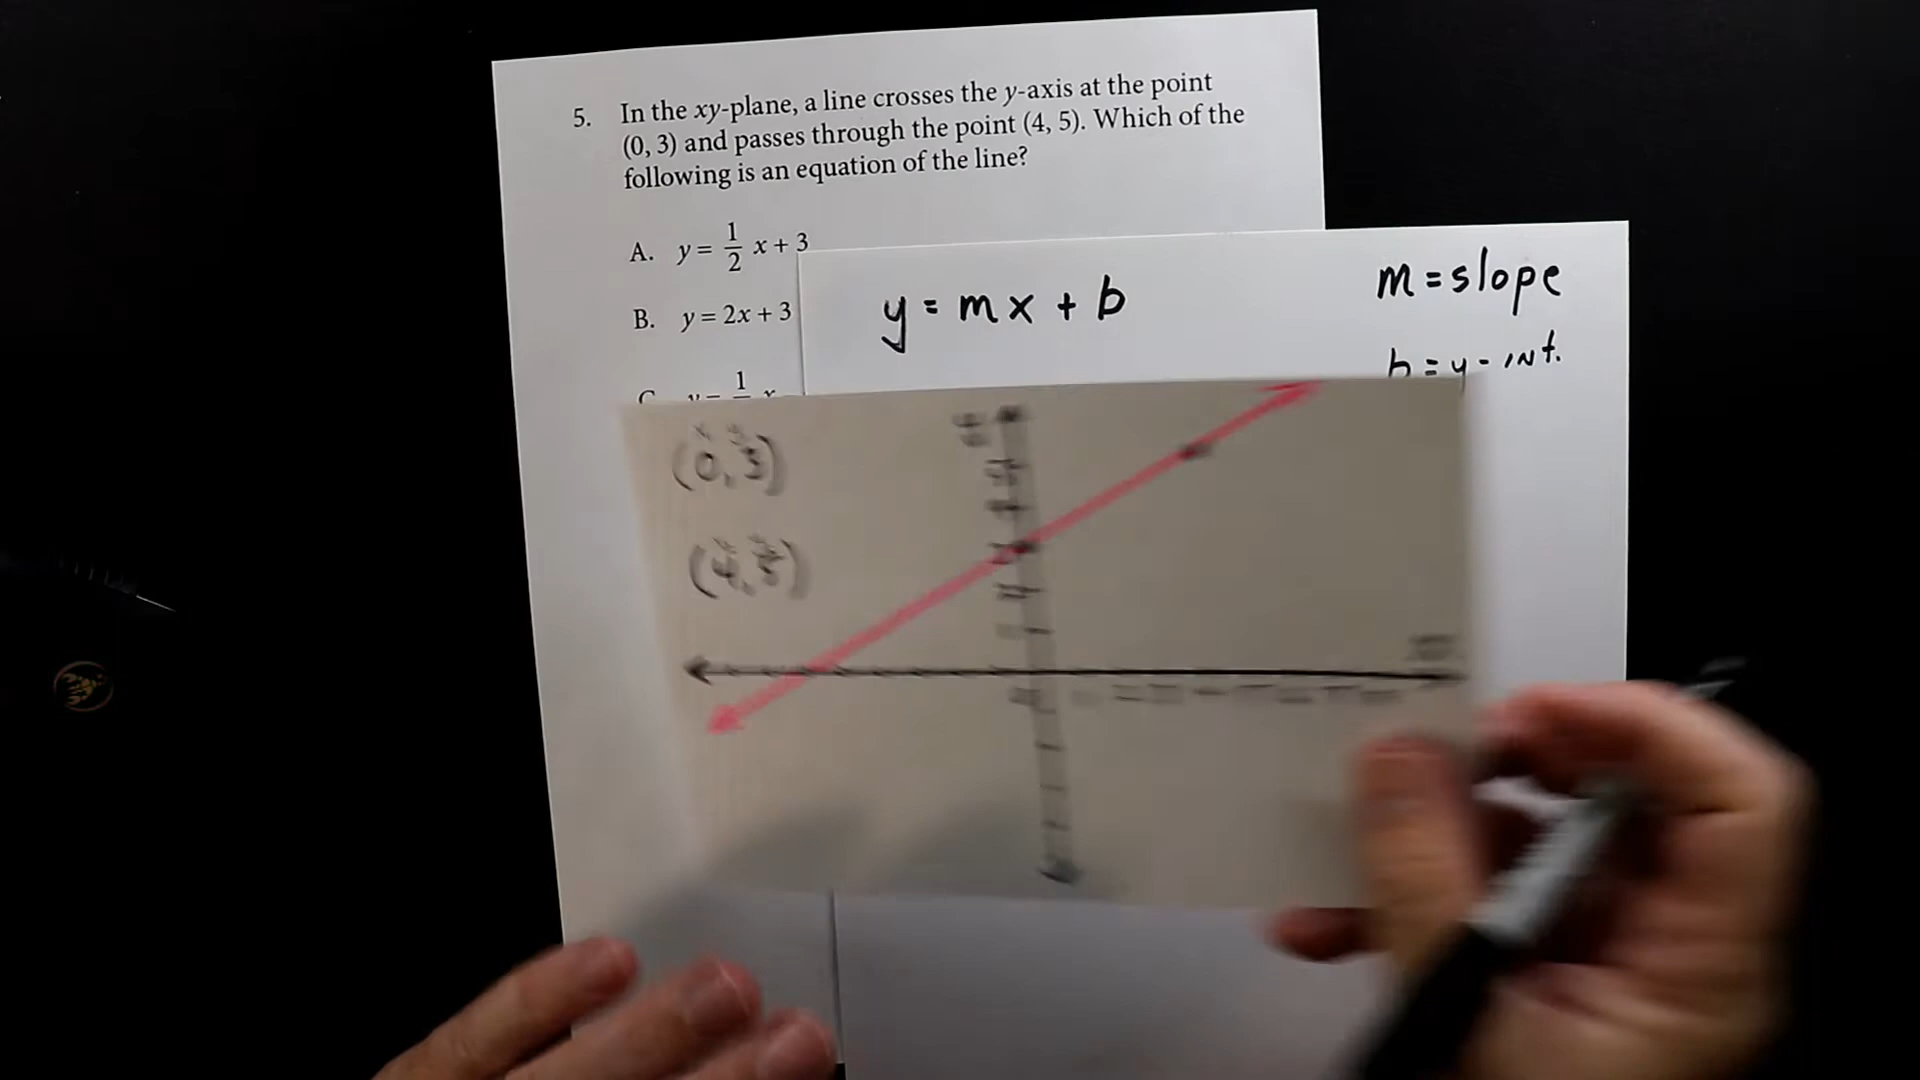 5. In the xy-plane, a line crosses the y-axis at the point
(0, 3) and passes through the point (4, 5). Which of the
following is an equation of the line?
A. y = 1/2 x + 3
B. y = 2x + 3
y = mx + b
m = slope
b = y-int.
(0, 3)
(4, 5)